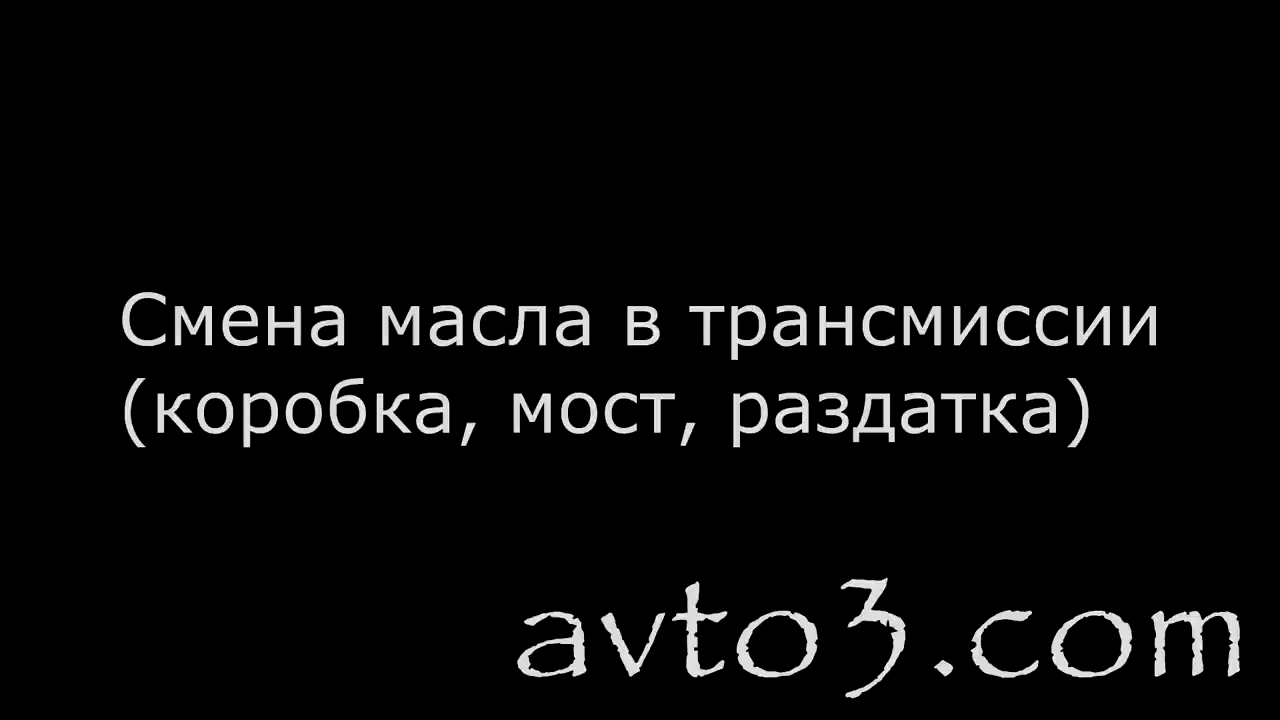 Смена масла в трансмиссии
(коробка, мост, раздатка)
avto3.com